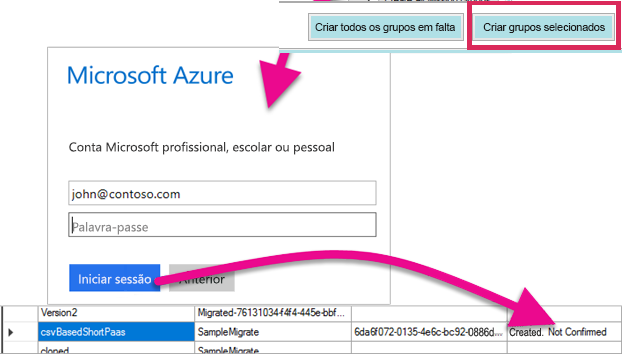 Criar todos os grupos em falta
Criar grupos selecionados
Microsoft Azure
Conta Microsoft profissional, escolar ou pessoal
john@contoso.com
Palavra-passe
Iniciar sessão
Anterior
Version2 Migrated-76131034-f4f4-445e-bbf...
csvBasedShortPaas SampleMigrate 6da6f072-0135-4e6c-bc92-0886d... Created. Not Confirmed
cloned SampleMigrate